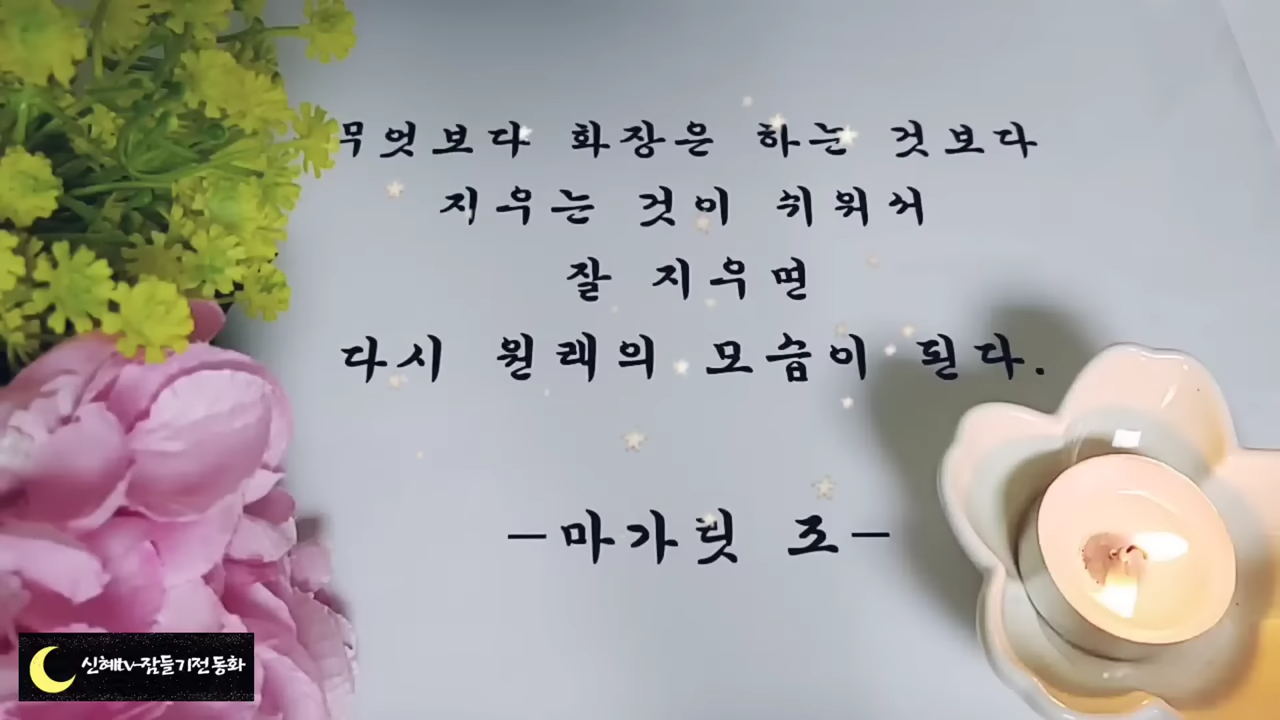 무엇보다 화장은 하는 것보다
지우는 것이 쉬워서
잘 지우면
다시 원래의 모습이 된다.
-마가릿 조-
신혜tv-잠들기전 동화